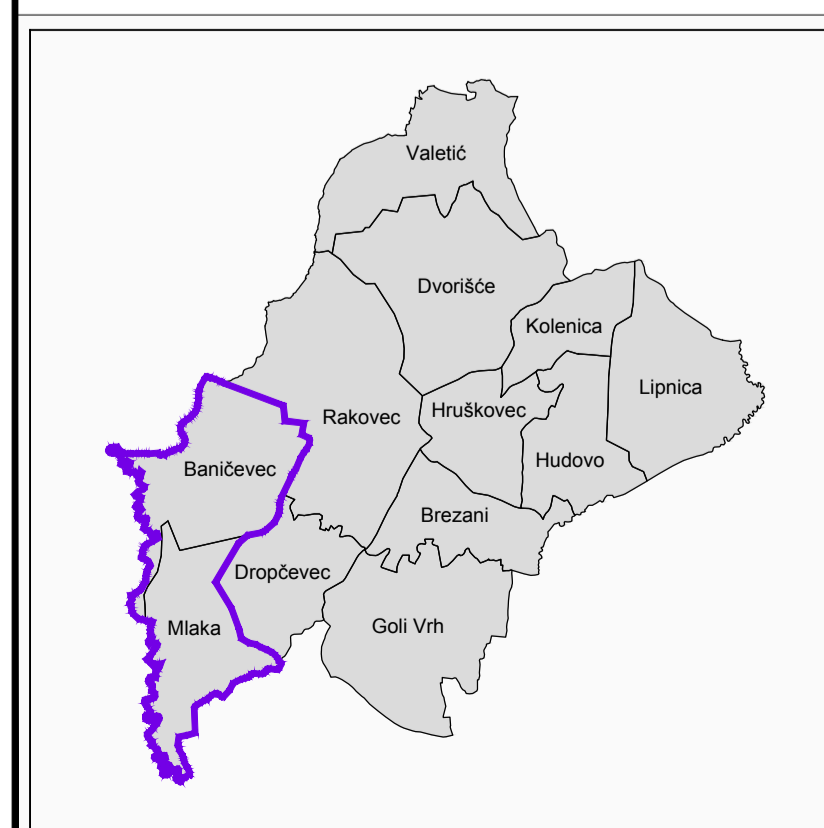 Valetić
Dvorišće
Kolenica
Lipnica
Rakovec
Hruškovec
Hudovo
Baničevec
Brezani
Dropčevec
Goli Vrh
Mlaka